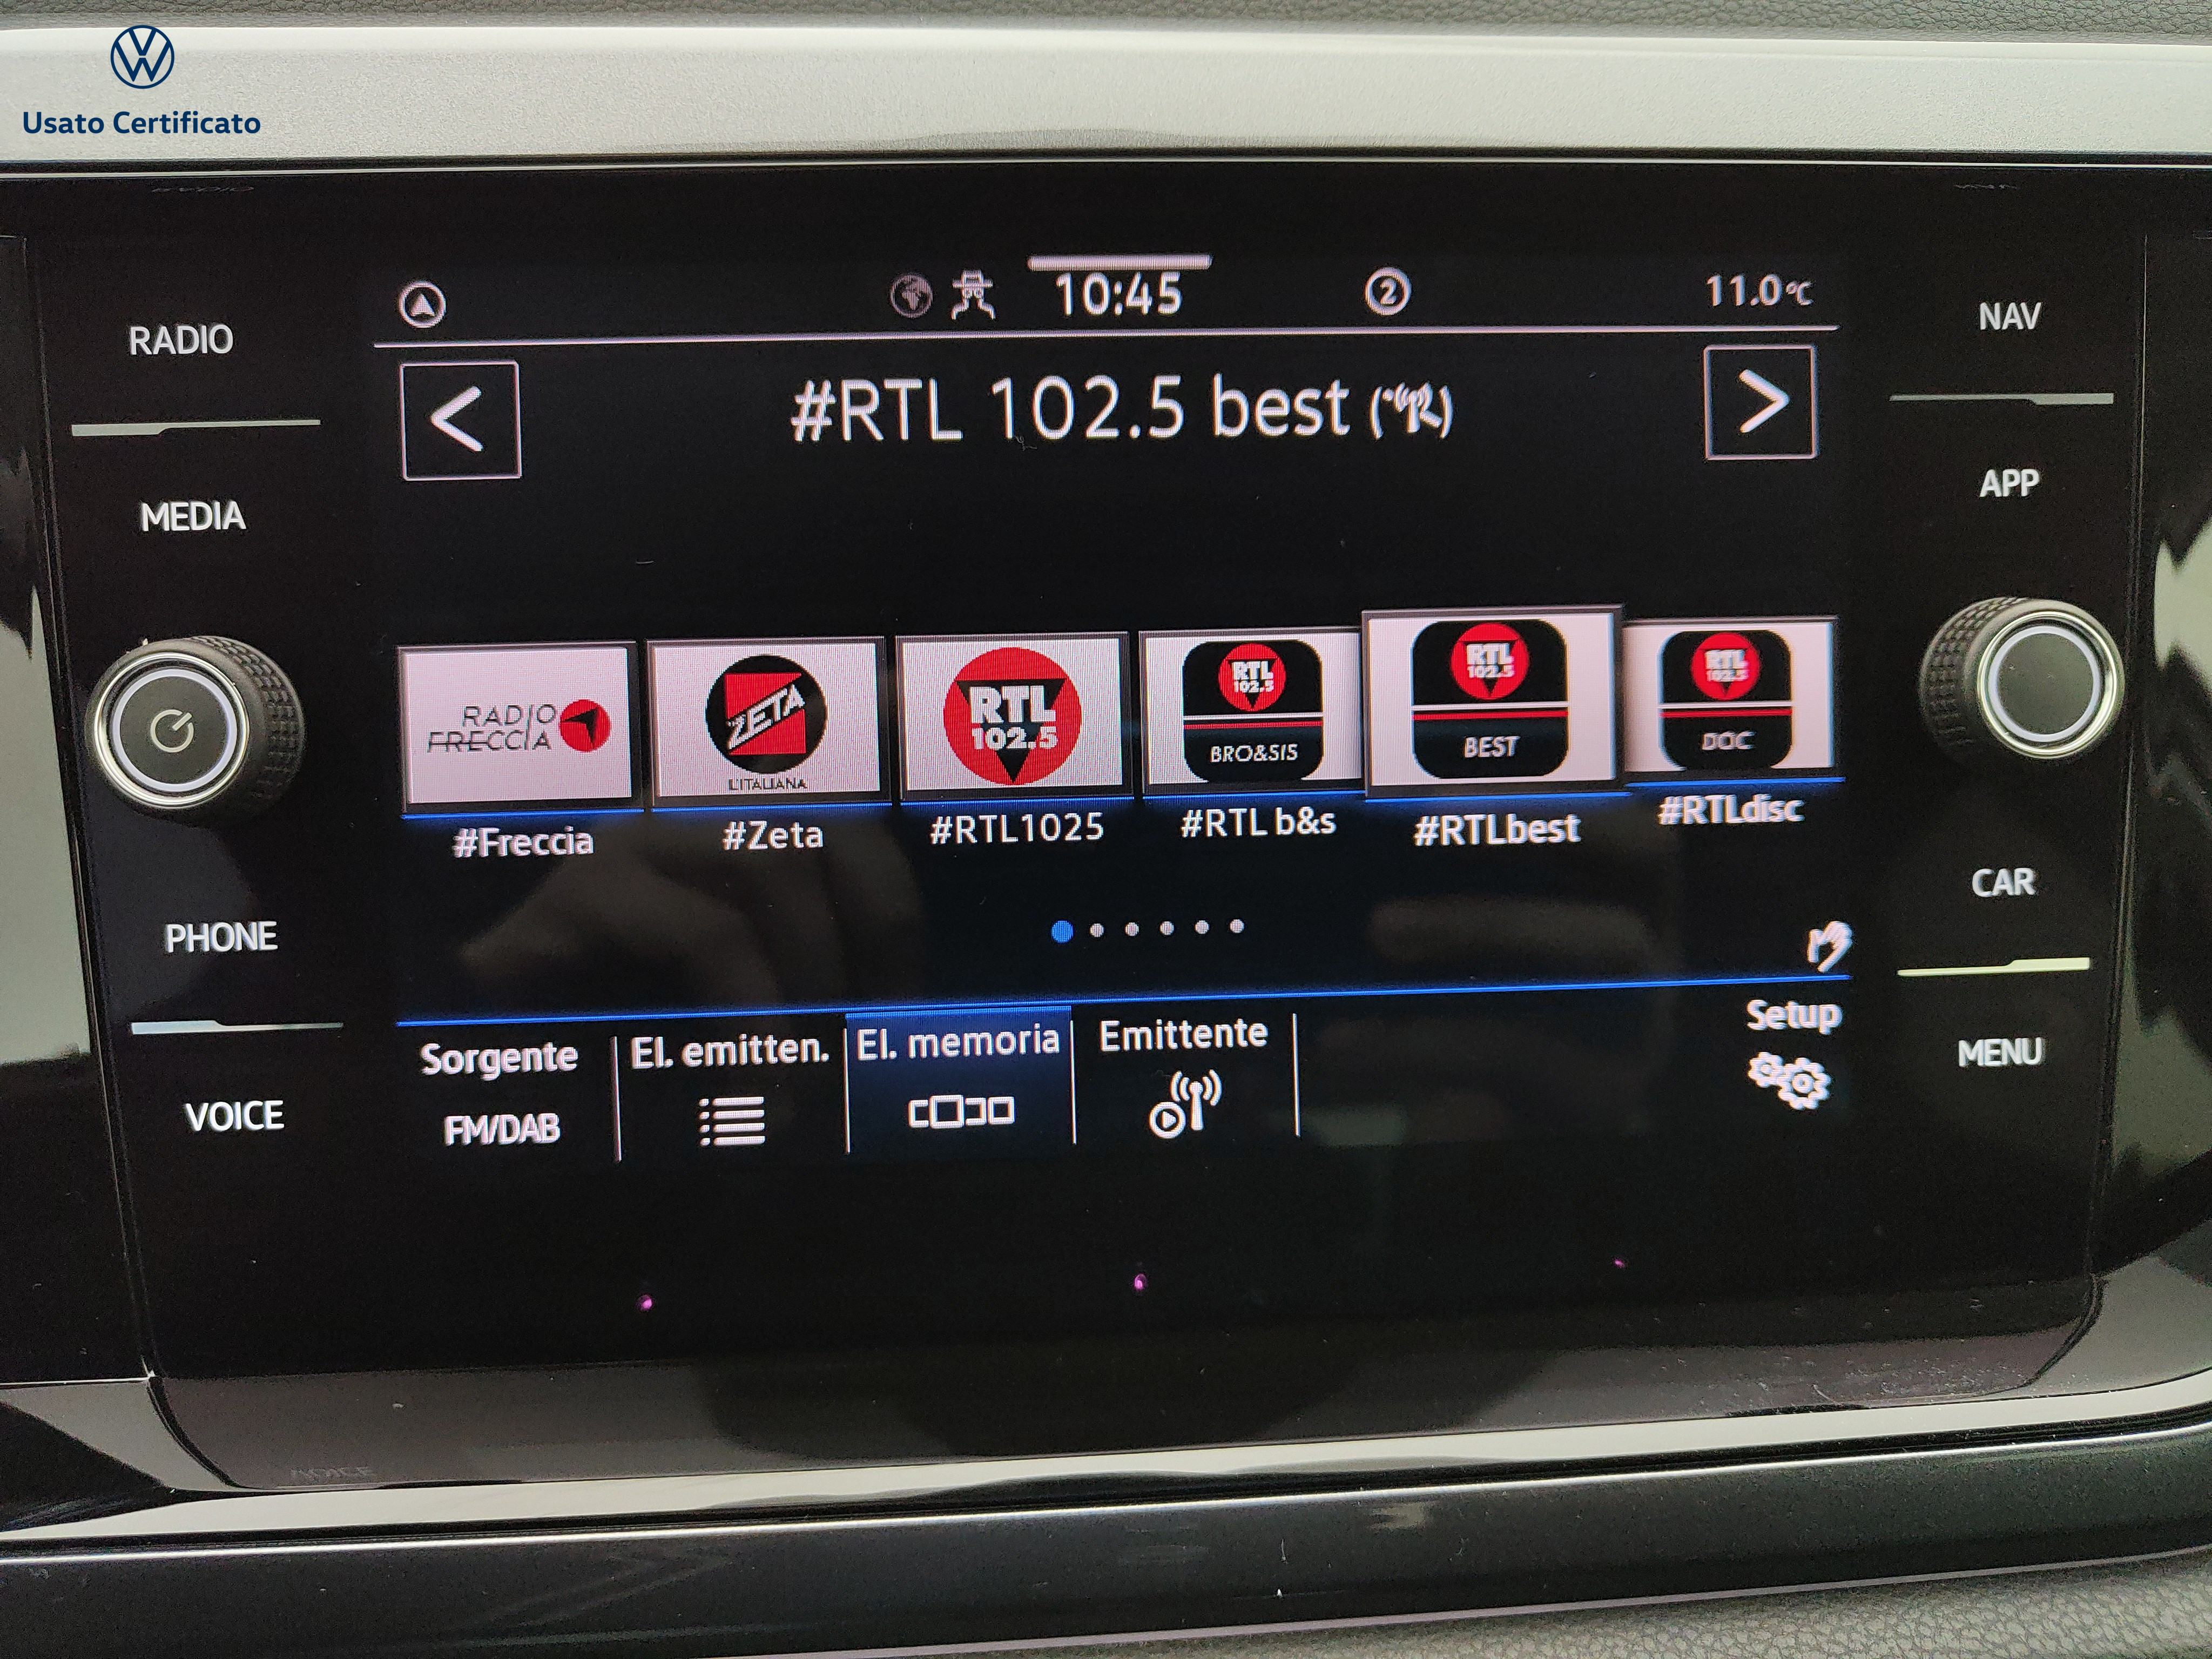 Usato Certificato
10:45
2
11.0°C
RADIO
NAV
#RTL 102.5 best
MEDIA
APP
RADIO
FRECCIA
THE
ZETA
L'ITALIANA
RTL
102.5
RTL
102.5
BRO&SIS
RTL
102.5
BEST
RTL
102.5
DOC
#Freccia
#Zeta
#RTL1025
#RTL b&s
#RTLbest
#RTLdisc
PHONE
CAR
Sorgente
El. emitten.
El. memoria
Emittente
Setup
FM/DAB
VOICE
MENU